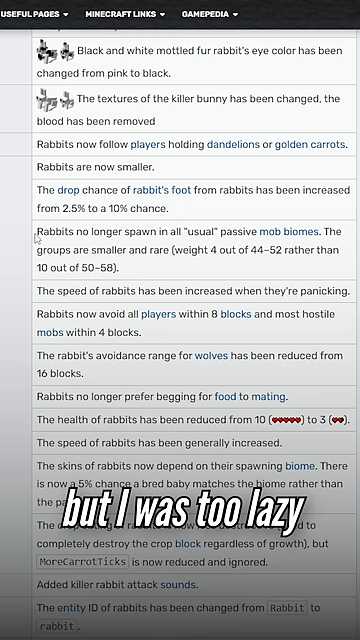 USEFUL PAGES ▾ MINECRAFT LINKS ▾ GAMEPEDIA ▾
Black and white mottled fur rabbit's eye color has been
changed from pink to black.
The textures of the killer bunny has been changed, the
blood has been removed
Rabbits now follow players holding dandelions or golden carrots.
Rabbits are now smaller.
The drop chance of rabbit's foot from rabbits has been increased
from 2.5% to a 10% chance.
Rabbits no longer spawn in all "usual" passive mob biomes. The
groups are smaller and rare (weight 4 out of 44–52 rather than
10 out of 50–58).
The speed of rabbits has been increased when they're panicking.
Rabbits now avoid all players within 8 blocks and most hostile
mobs within 4 blocks.
The rabbit's avoidance range for wolves has been reduced from
16 blocks.
Rabbits no longer prefer begging for food to mating.
The health of rabbits has been reduced from 10 (♥♥♥♥♥) to 3 (♥♥).
The speed of rabbits has been generally increased.
The skins of rabbits now depend on their spawning biome. There
is now a 5% chance a bred baby matches the biome rather than
the
but I was too lazy
The to
completely destroy the crop block regardless of growth), but
MoreCarrotTicks is now reduced and ignored.
Added killer rabbit attack sounds.
The entity ID of rabbits has been changed from Rabbit to
rabbit.